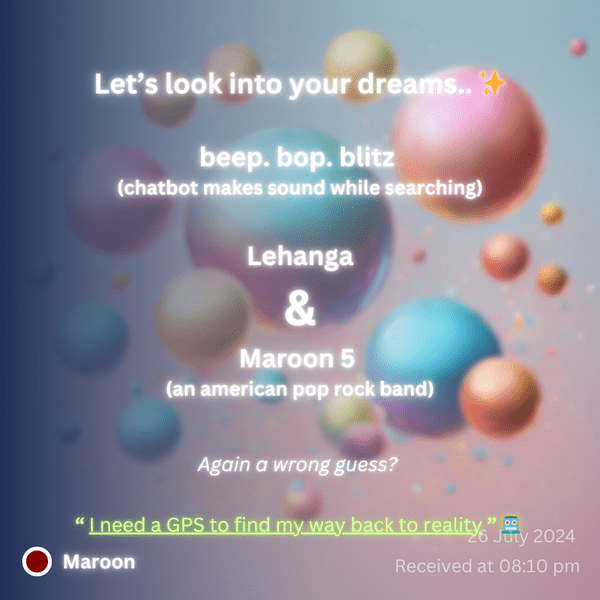 Let’s look into your dreams.. ✨
beep. bop. blitz
(chatbot makes sound while searching)
Lehanga
&
Maroon 5
(an american pop rock band)
Again a wrong guess?
“ I need a GPS to find my way back to reality ” 🤖
26 July 2024
Maroon
Received at 08:10 pm